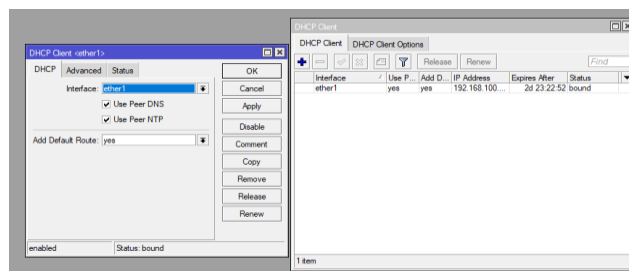 DHCP Client <ether1>
DHCP Advanced Status
Interface: ether1
Use Peer DNS
Use Peer NTP
Add Default Route: yes
OK
Cancel
Apply
Disable
Comment
Copy
Remove
Release
Renew
enabled Status: bound
DHCP Client
DHCP Client DHCP Client Options
Release Renew Find
Interface Use P... Add D... IP Address Expires After Status
ether1 yes yes 192.168.100.... 2d 23:22:52 bound
1 item